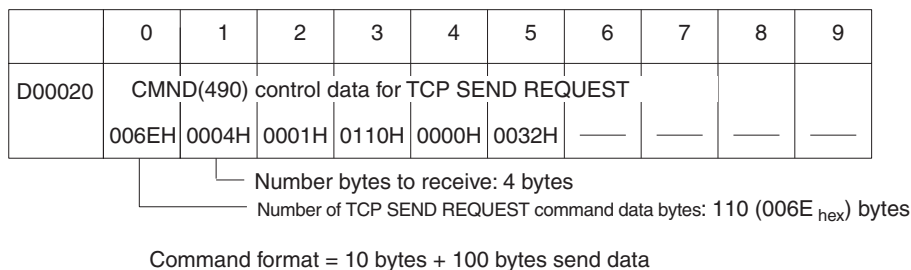 0 1 2 3 4 5 6 7 8 9
D00020 CMND(490) control data for TCP SEND REQUEST
006EH 0004H 0001H 0110H 0000H 0032H
Number bytes to receive: 4 bytes
Number of TCP SEND REQUEST command data bytes: 110 (006E hex) bytes
Command format = 10 bytes + 100 bytes send data